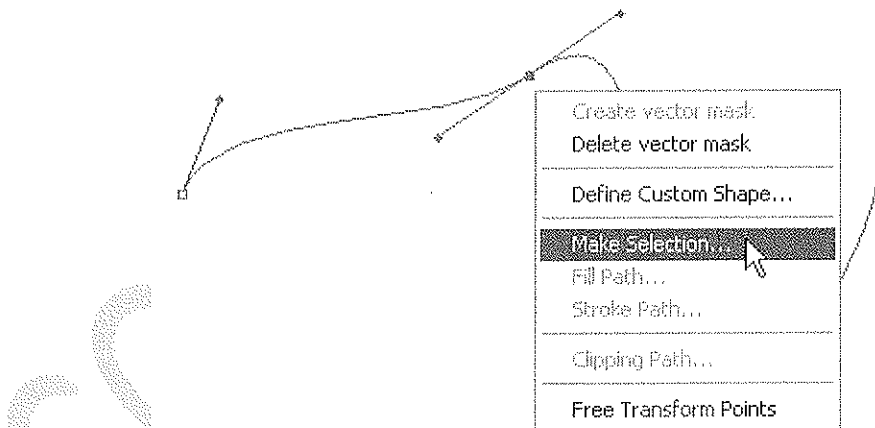 Create vector mask
Delete vector mask
Define Custom Shape...
Make Selection...
Fill Path...
Stroke Path...
Clipping Path...
Free Transform Points